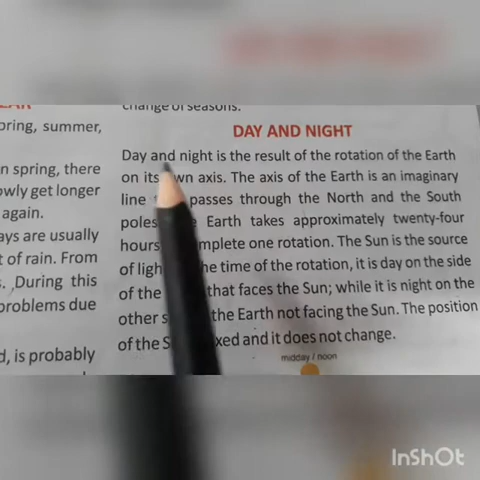 change of seasons.
EAR
pring, summer,
n spring, there
wly get longer
again.
ays are usually
t of rain. From
s. During this
problems due
d, is probably
DAY AND NIGHT
Day and night is the result of the rotation of the Earth
on its wn axis. The axis of the Earth is an imaginary
line passes through the North and the South
poles Earth takes approximately twenty-four
hours mplete one rotation. The Sun is the source
of ligh he time of the rotation, it is day on the side
of the that faces the Sun; while it is night on the
other s the Earth not facing the Sun. The position
of the S xed and it does not change.
midday / noon
InShOt